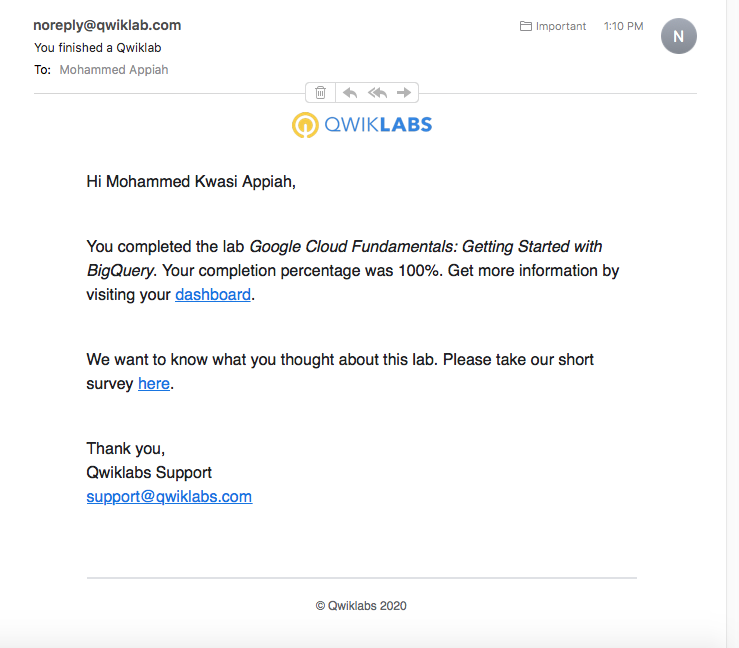 noreply@qwiklab.com
Important
1:10 PM
N
You finished a Qwiklab
To: Mohammed Appiah
QWIKLABS
Hi Mohammed Kwasi Appiah,
You completed the lab Google Cloud Fundamentals: Getting Started with
BigQuery. Your completion percentage was 100%. Get more information by
visiting your dashboard.
We want to know what you thought about this lab. Please take our short
survey here.
Thank you,
Qwiklabs Support
support@qwiklabs.com
© Qwiklabs 2020